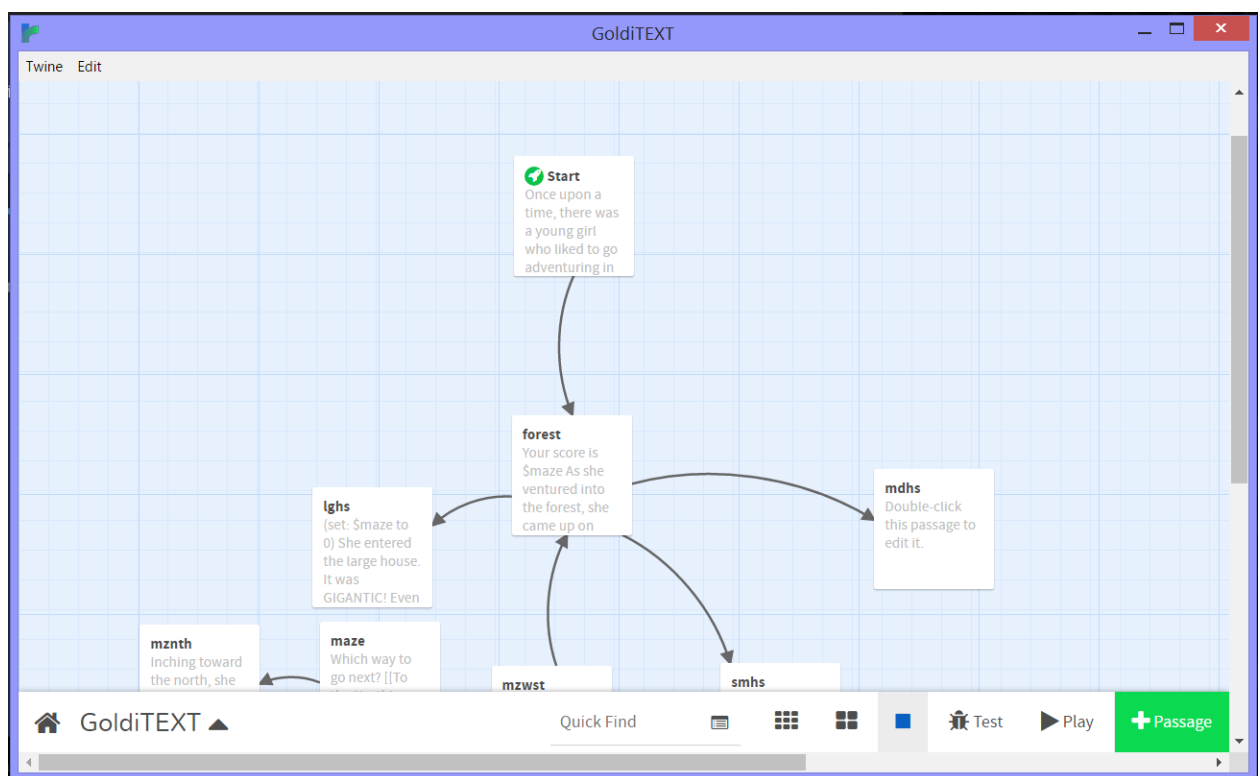 GoldiTEXT
Twine Edit
Start
Once upon a
time, there was
a young girl
who liked to go
adventuring in
forest
Your score is
$maze As she
ventured into
the forest, she
came up on
mdhs
Double-click
this passage to
edit it.
lghs
(set: $maze to
0) She entered
the large house.
It was
GIGANTIC! Even
mznth
Inching toward
the north, she
maze
Which way to
go next? [[To
mzwst
smhs
GoldiTEXT
Quick Find
Test
Play
Passage